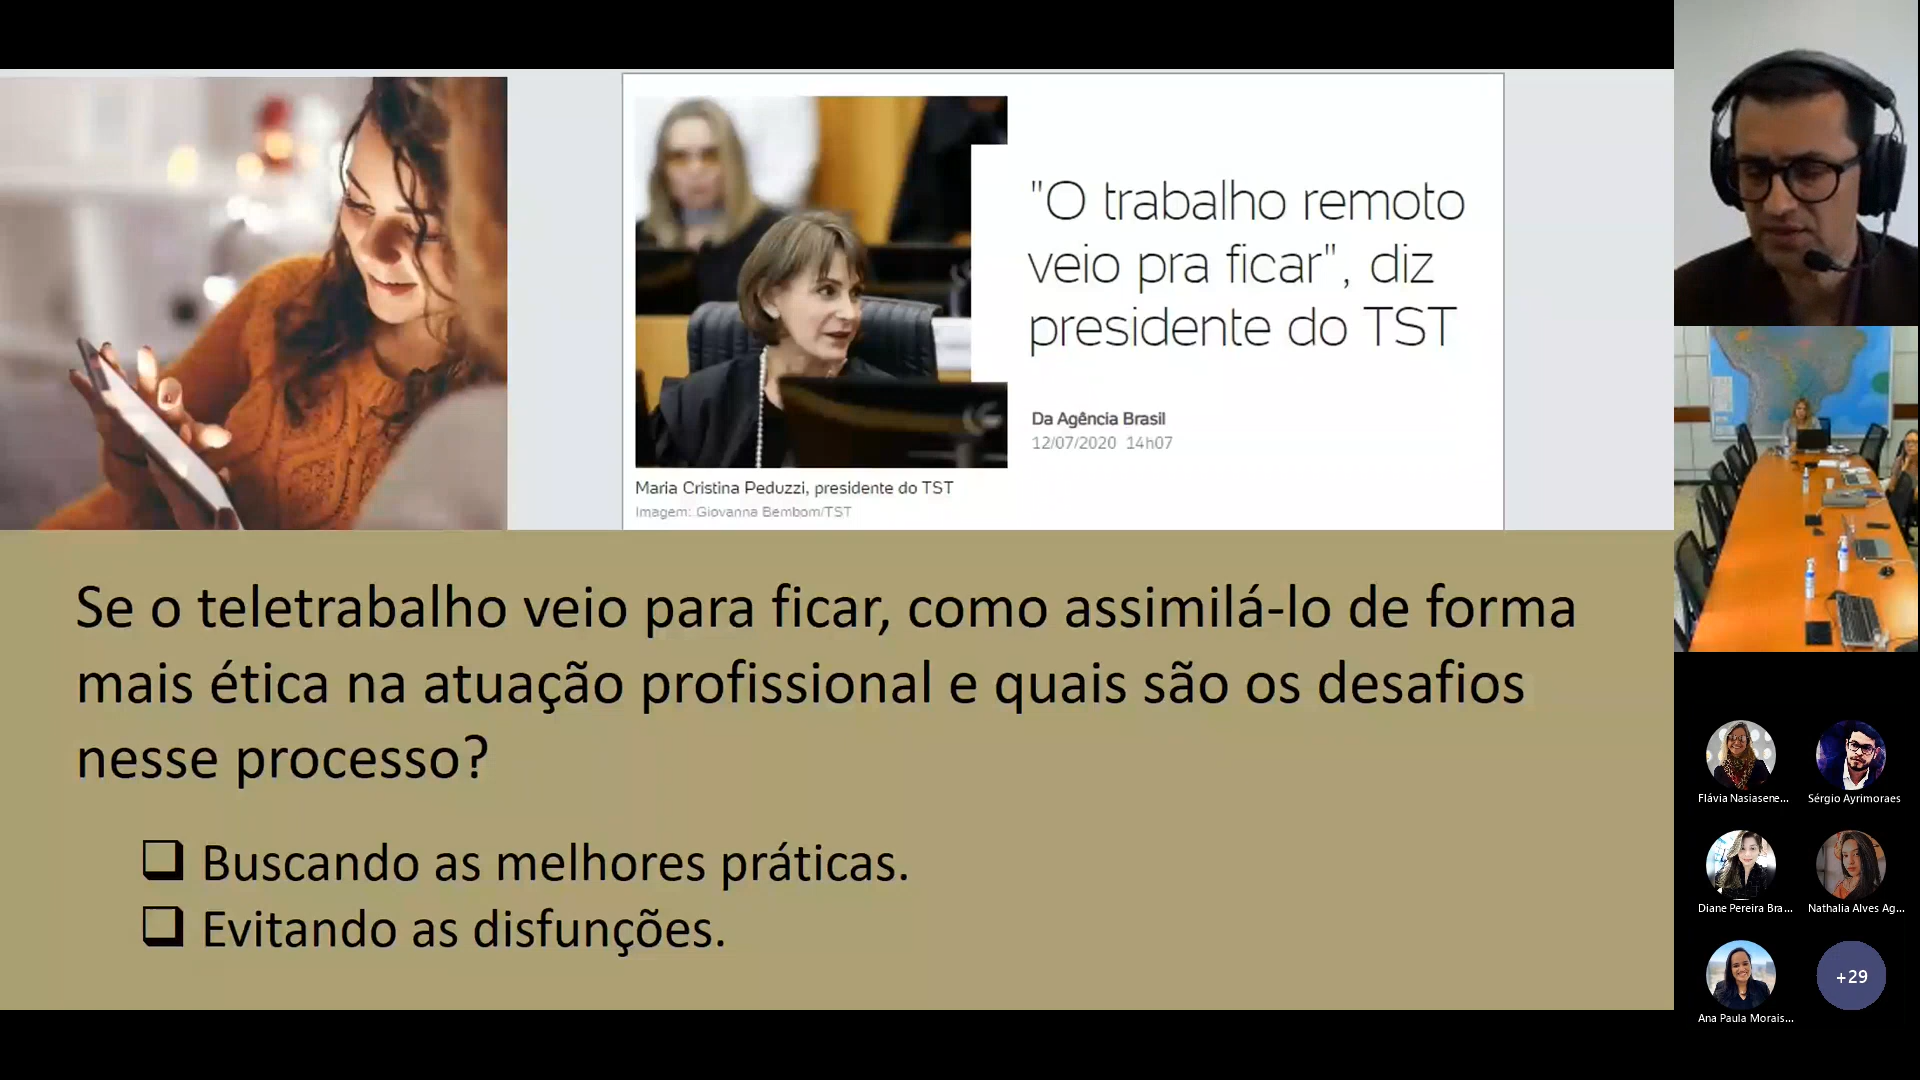 "O trabalho remoto
veio pra ficar", diz
presidente do TST
Da Agência Brasil
12/07/2020 14h07
Maria Cristina Peduzzi, presidente do TST
Imagem: Giovanna Bembom/TST
Se o teletrabalho veio para ficar, como assimilá-lo de forma
mais ética na atuação profissional e quais são os desafios
nesse processo?
Buscando as melhores práticas.
Evitando as disfunções.
Flávia Nasiasene...
Sérgio Ayrimoraes
Diane Pereira Bra...
Nathalia Alves Ag...
Ana Paula Morais...
+29